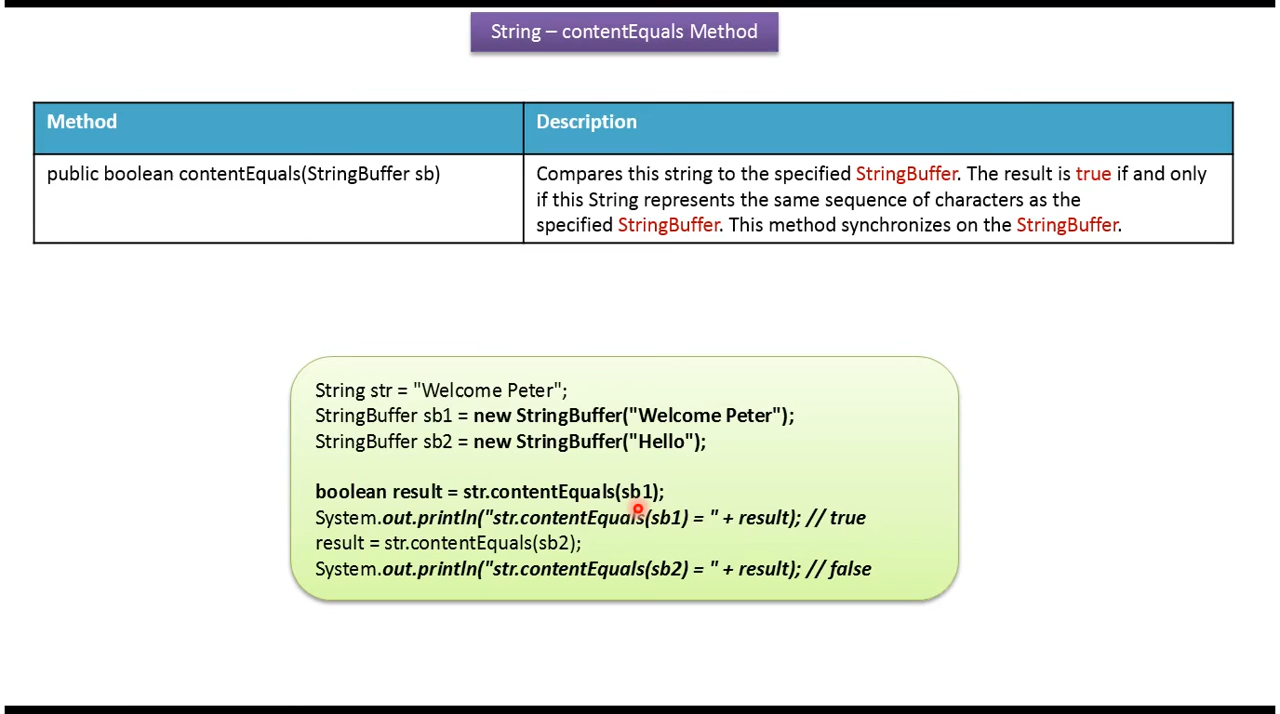 String – contentEquals Method
Method
Description
public boolean contentEquals(StringBuffer sb)
Compares this string to the specified StringBuffer. The result is true if and only
if this String represents the same sequence of characters as the
specified StringBuffer. This method synchronizes on the StringBuffer.
String str = "Welcome Peter";
StringBuffer sb1 = new StringBuffer("Welcome Peter");
StringBuffer sb2 = new StringBuffer("Hello");
boolean result = str.contentEquals(sb1);
System.out.println("str.contentEquals(sb1) = " + result); // true
result = str.contentEquals(sb2);
System.out.println("str.contentEquals(sb2) = " + result); // false